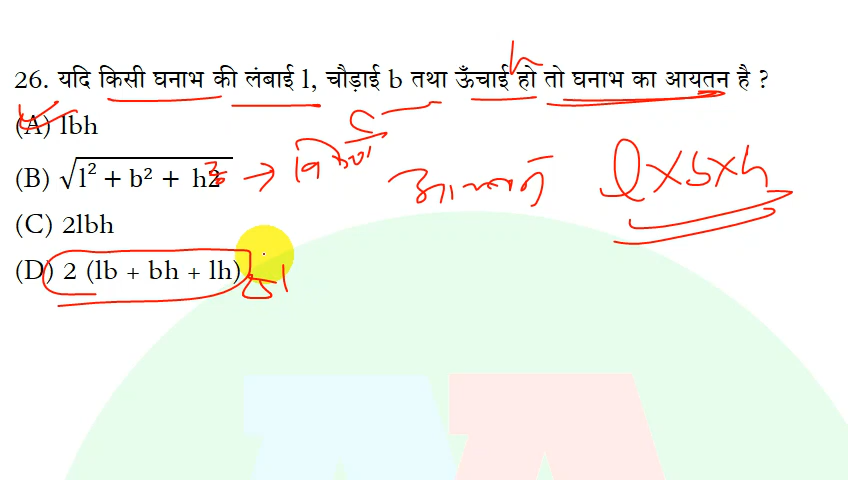 26. यदि किसी घनाभ की लंबाई l, चौड़ाई b तथा ऊँचाई h हो तो घनाभ का आयतन है ?
(A) lbh
(B) √l² + b² + h2 → विकर्ण
आयतन l×b×h
(C) 2lbh
(D) 2 (lb + bh + lh)